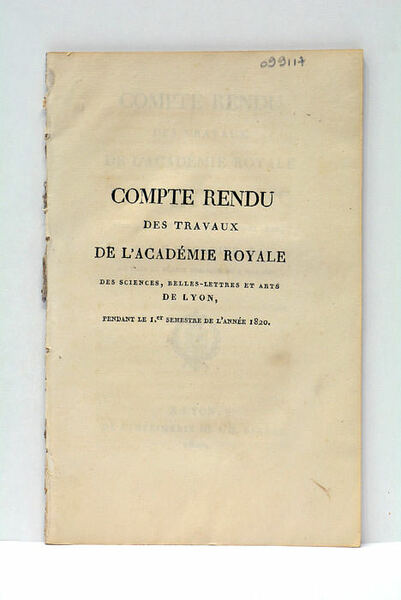 099117
COMPTE RENDU
DES TRAVAUX
DE L'ACADÉMIE ROYALE
DES SCIENCES, BELLES-LETTRES ET ARTS
DE LYON,
PENDANT LE 1.er SEMESTRE DE L'ANNÉE 1820.